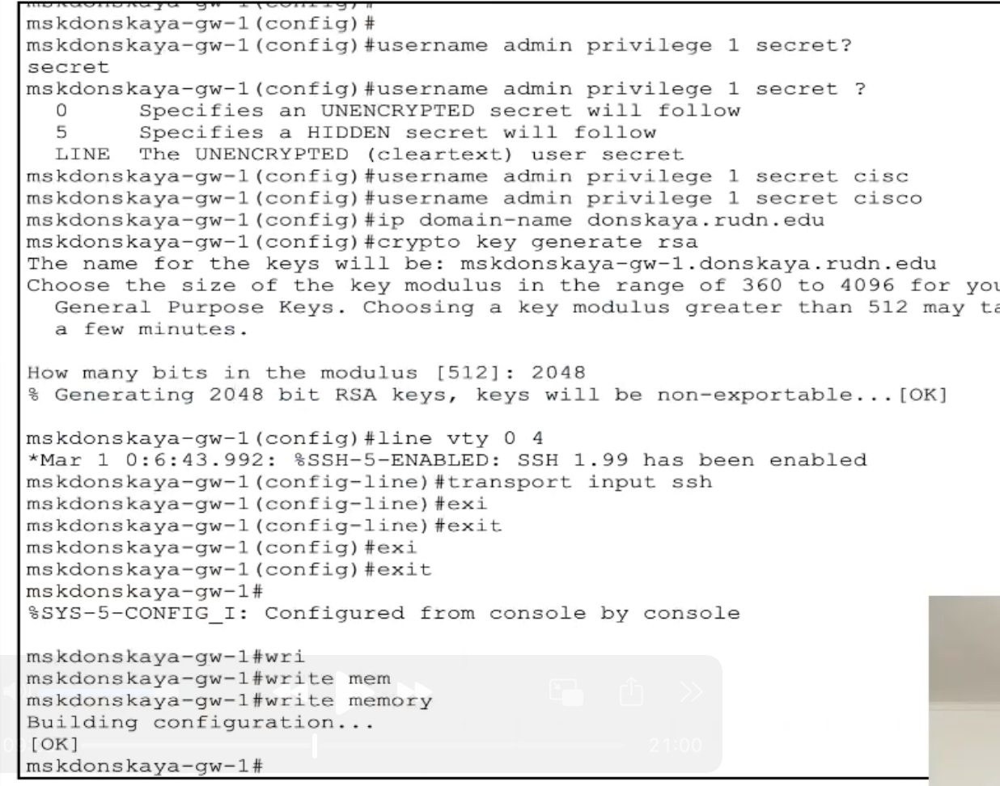 mskdonskaya-gw-1(config)#
mskdonskaya-gw-1(config)#
mskdonskaya-gw-1(config)#username admin privilege 1 secret?
secret
mskdonskaya-gw-1(config)#username admin privilege 1 secret ?
0 Specifies an UNENCRYPTED secret will follow
5 Specifies a HIDDEN secret will follow
LINE The UNENCRYPTED (cleartext) user secret
mskdonskaya-gw-1(config)#username admin privilege 1 secret cisc
mskdonskaya-gw-1(config)#username admin privilege 1 secret cisco
mskdonskaya-gw-1(config)#ip domain-name donskaya.rudn.edu
mskdonskaya-gw-1(config)#crypto key generate rsa
The name for the keys will be: mskdonskaya-gw-1.donskaya.rudn.edu
Choose the size of the key modulus in the range of 360 to 4096 for you
General Purpose Keys. Choosing a key modulus greater than 512 may ta
a few minutes.
How many bits in the modulus [512]: 2048
% Generating 2048 bit RSA keys, keys will be non-exportable...[OK]
mskdonskaya-gw-1(config)#line vty 0 4
*Mar 1 0:6:43.992: %SSH-5-ENABLED: SSH 1.99 has been enabled
mskdonskaya-gw-1(config-line)#transport input ssh
mskdonskaya-gw-1(config-line)#exi
mskdonskaya-gw-1(config-line)#exit
mskdonskaya-gw-1(config)#exi
mskdonskaya-gw-1(config)#exit
mskdonskaya-gw-1#
%SYS-5-CONFIG_I: Configured from console by console
mskdonskaya-gw-1#wri
mskdonskaya-gw-1#write mem
mskdonskaya-gw-1#write memory
Building configuration...
[OK]
21:00
mskdonskaya-gw-1#